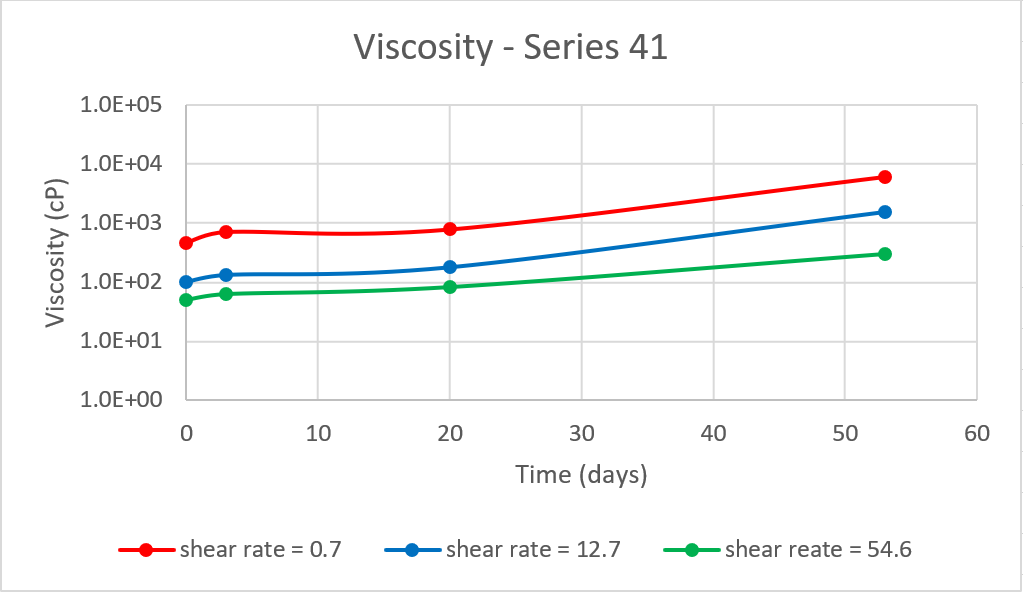 Viscosity - Series 41
1.0E+05
1.0E+04
1.0E+03
1.0E+02
1.0E+01
1.0E+00
Viscosity (cP)
0 10 20 30 40 50 60
Time (days)
shear rate = 0.7 shear rate = 12.7 shear reate = 54.6